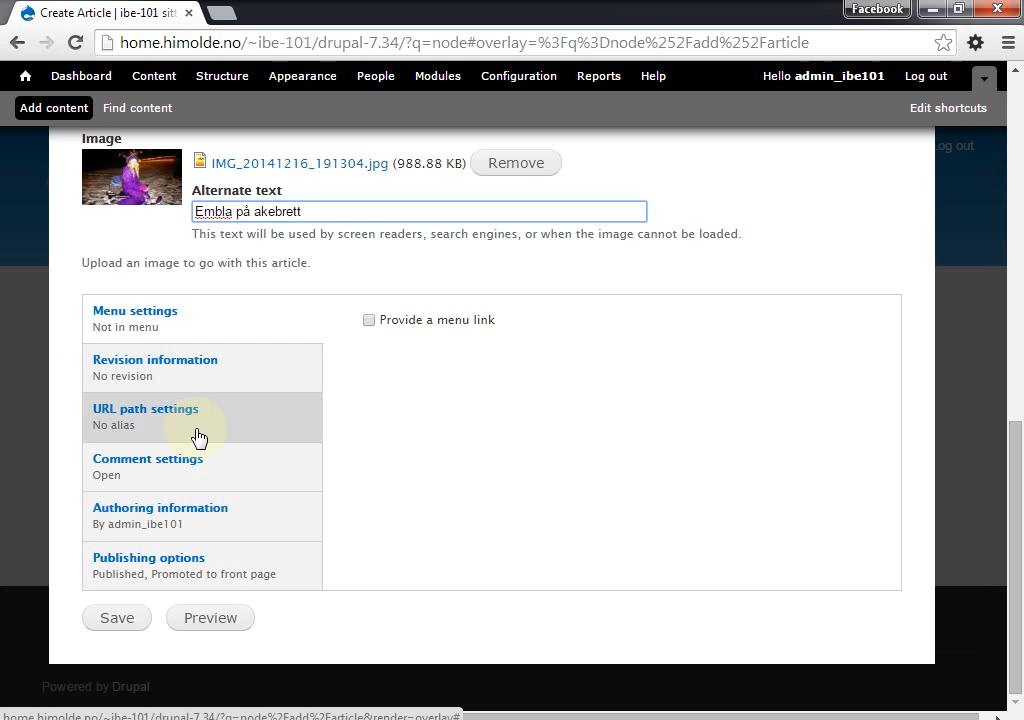 Create Article | ibe-101 sit
Facebook
home.himolde.no/~ibe-101/drupal-7.34/?q=node#overlay=%3Fq%3Dnode%252Fadd%252Farticle
Dashboard Content Structure Appearance People Modules Configuration Reports Help Hello admin_ibe101 Log out
Add content Find content Edit shortcuts
Image
og out
IMG_20141216_191304.jpg (988.88 KB) Remove
Alternate text
Embla på akebrett
This text will be used by screen readers, search engines, or when the image cannot be loaded.
Upload an image to go with this article.
Menu settings
Not in menu
Provide a menu link
Revision information
No revision
URL path settings
No alias
Comment settings
Open
Authoring information
By admin_ibe101
Publishing options
Published, Promoted to front page
Save Preview
Powered by Drupal
home.himolde.no/~ibe-101/drupal-7.34/?q=node%2Fadd%2Farticle&render=overlay#